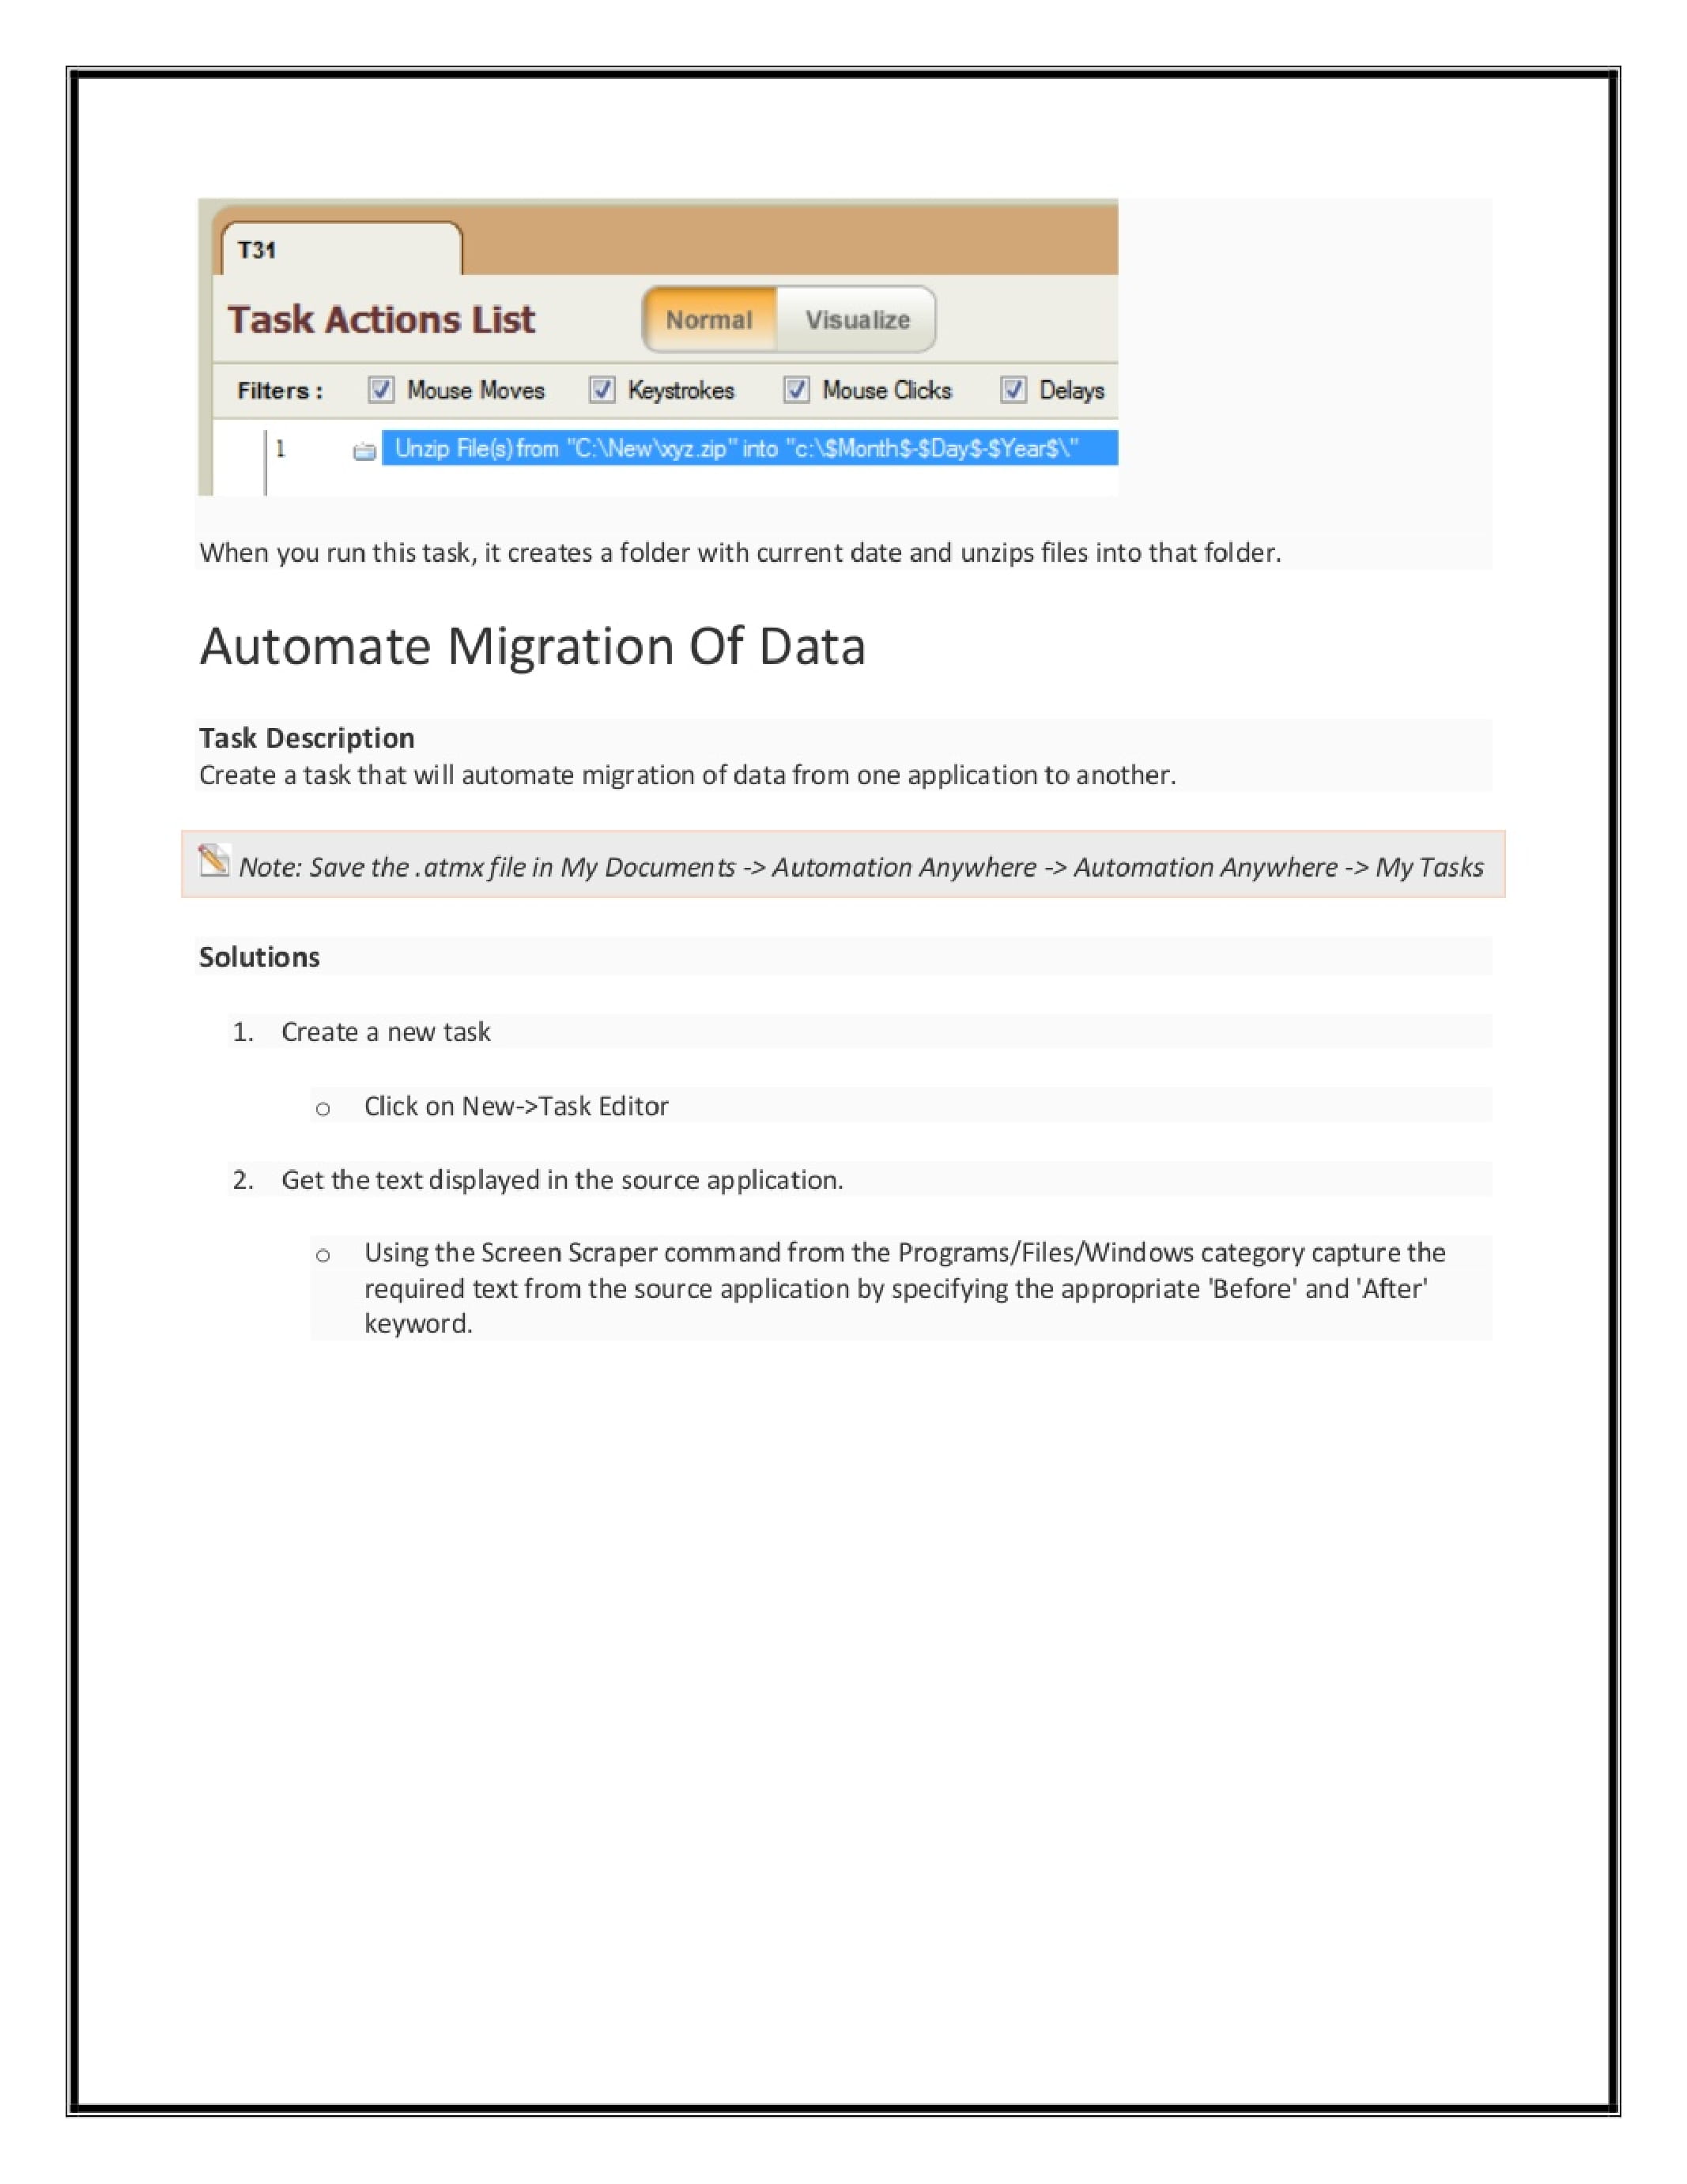 T31
Task Actions List Normal Visualize
Filters : Mouse Moves Keystrokes Mouse Clicks Delays
1 Unzip File(s) from "C:\New\xyz.zip" into "c:\$Month$-$Day$-$Year$\"
When you run this task, it creates a folder with current date and unzips files into that folder.
Automate Migration Of Data
Task Description
Create a task that will automate migration of data from one application to another.
Note: Save the .atmx file in My Documents -> Automation Anywhere -> Automation Anywhere -> My Tasks
Solutions
1. Create a new task
o Click on New->Task Editor
2. Get the text displayed in the source application.
o Using the Screen Scraper command from the Programs/Files/Windows category capture the
required text from the source application by specifying the appropriate 'Before' and 'After'
keyword.